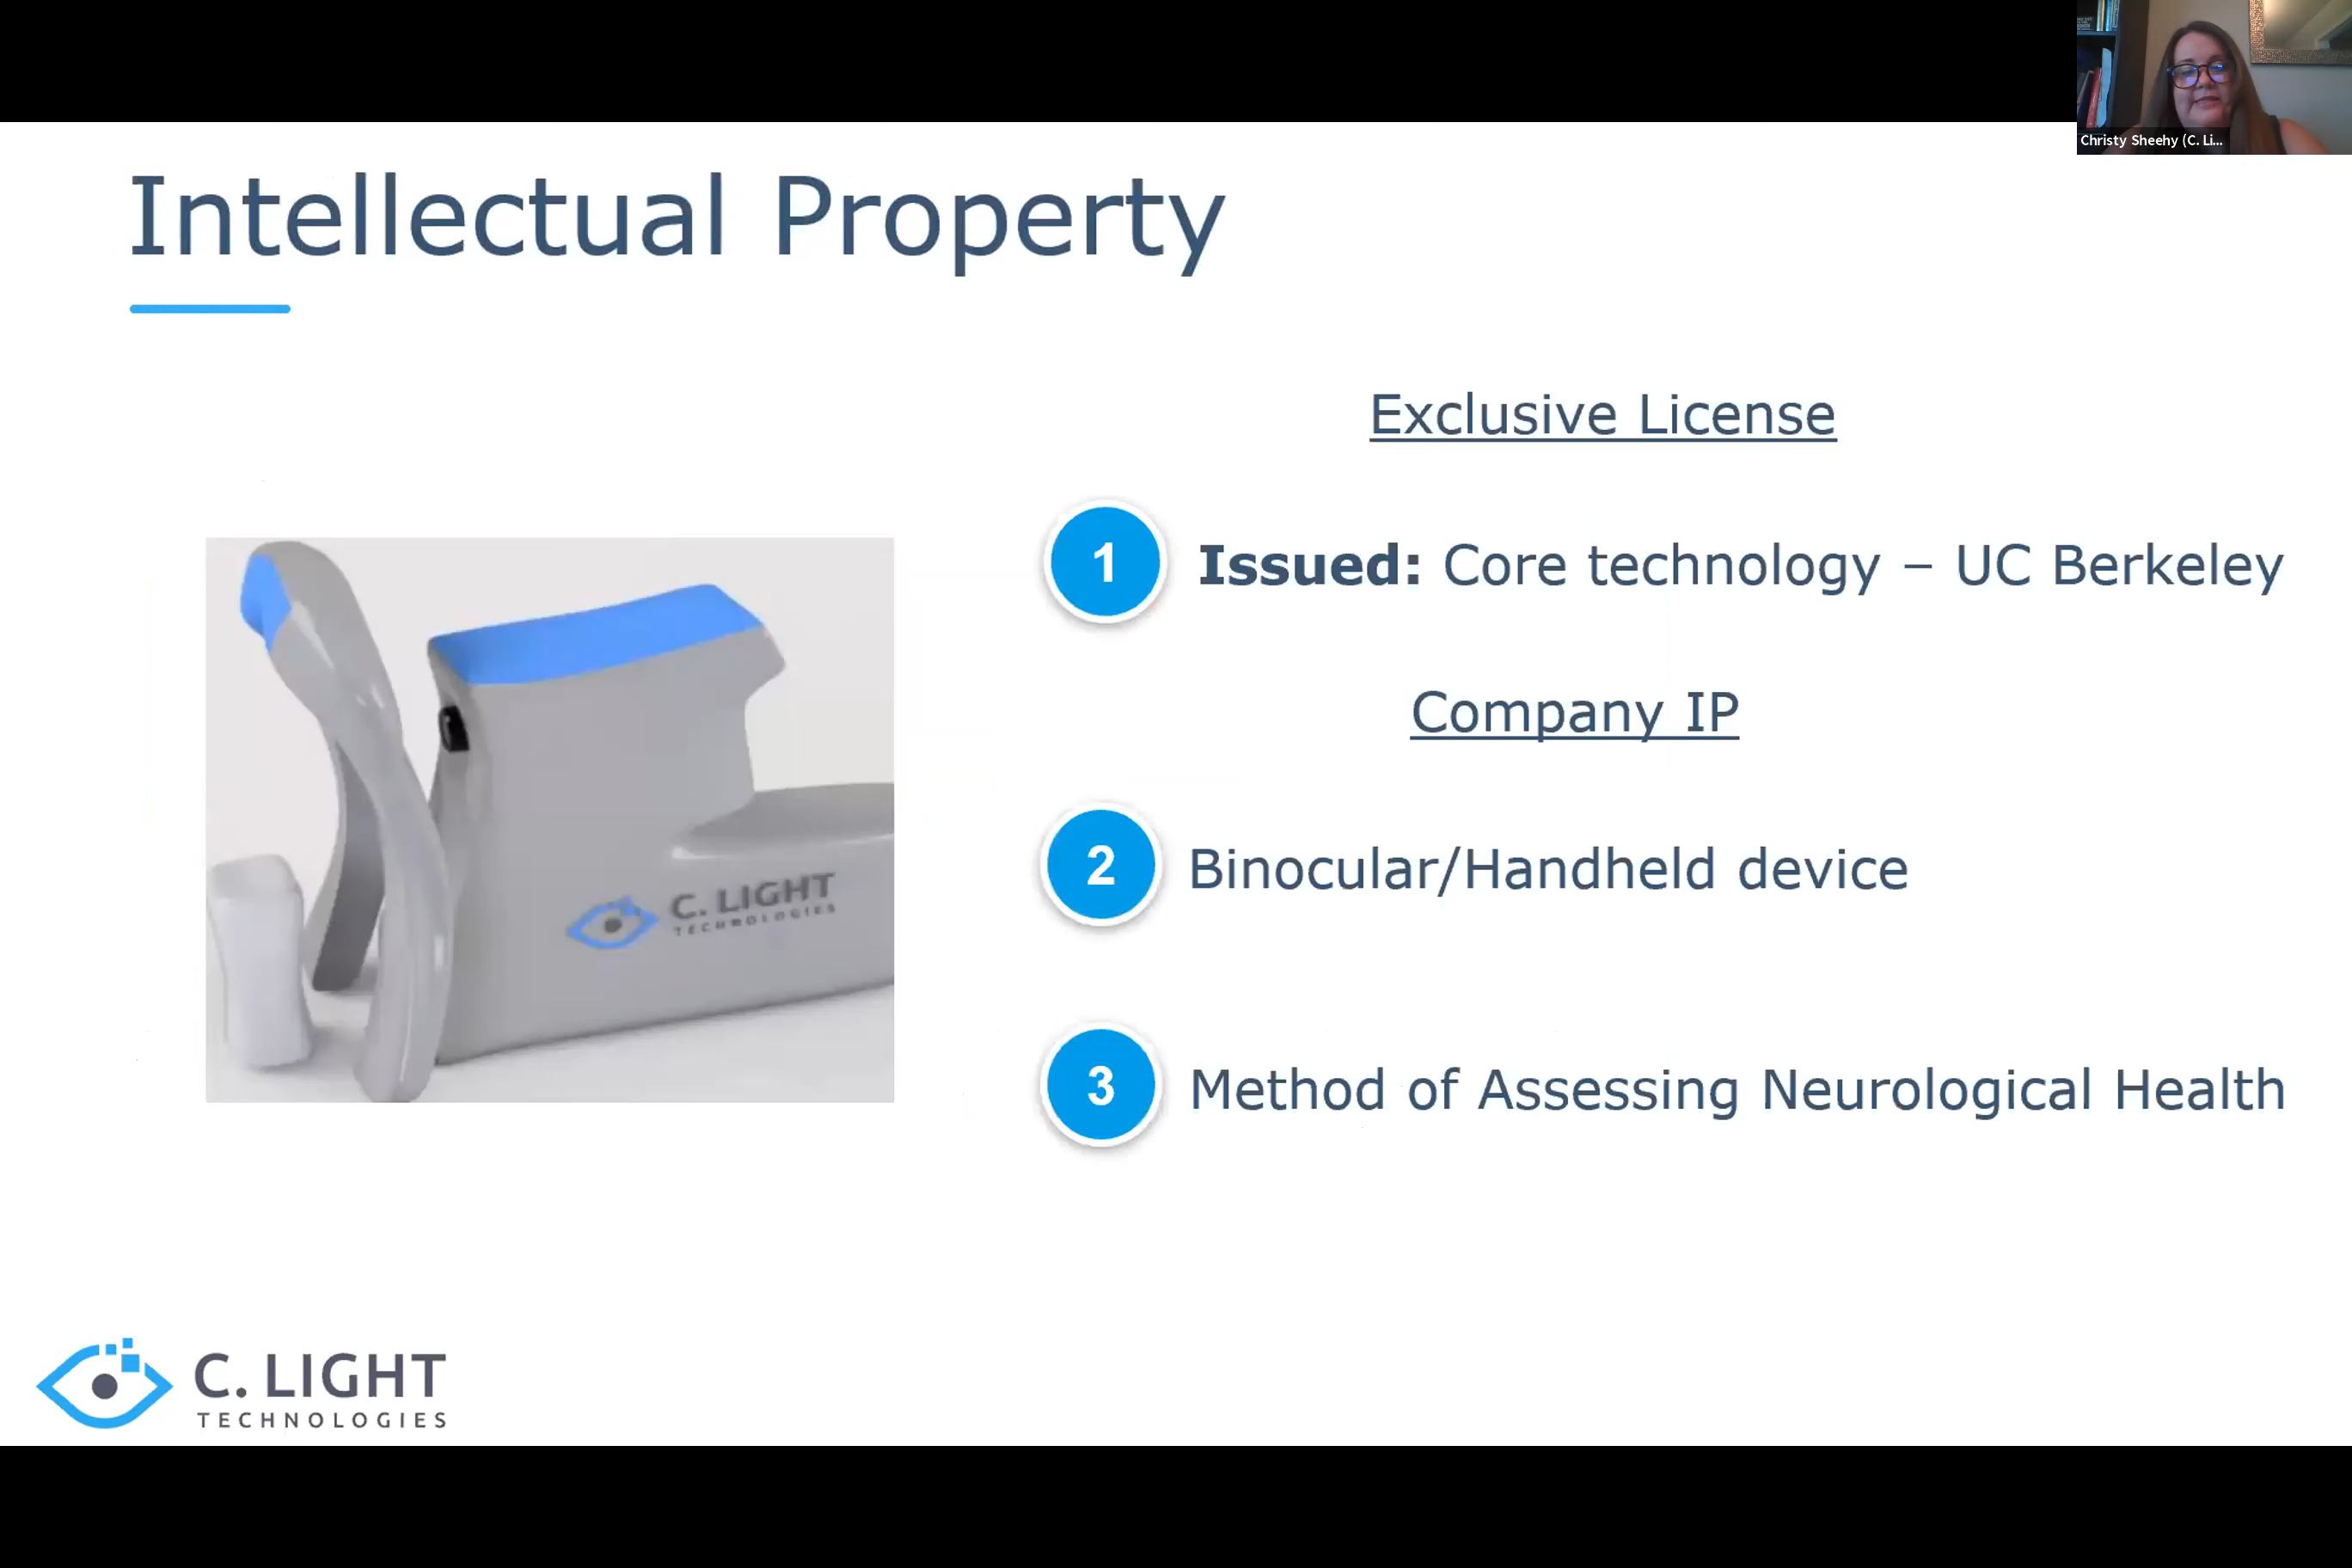 Christy Sheehy (C. Li...
Intellectual Property
Exclusive License
1 Issued: Core technology – UC Berkeley
Company IP
2 Binocular/Handheld device
3 Method of Assessing Neurological Health
C. LIGHT
TECHNOLOGIES
C. LIGHT
TECHNOLOGIES